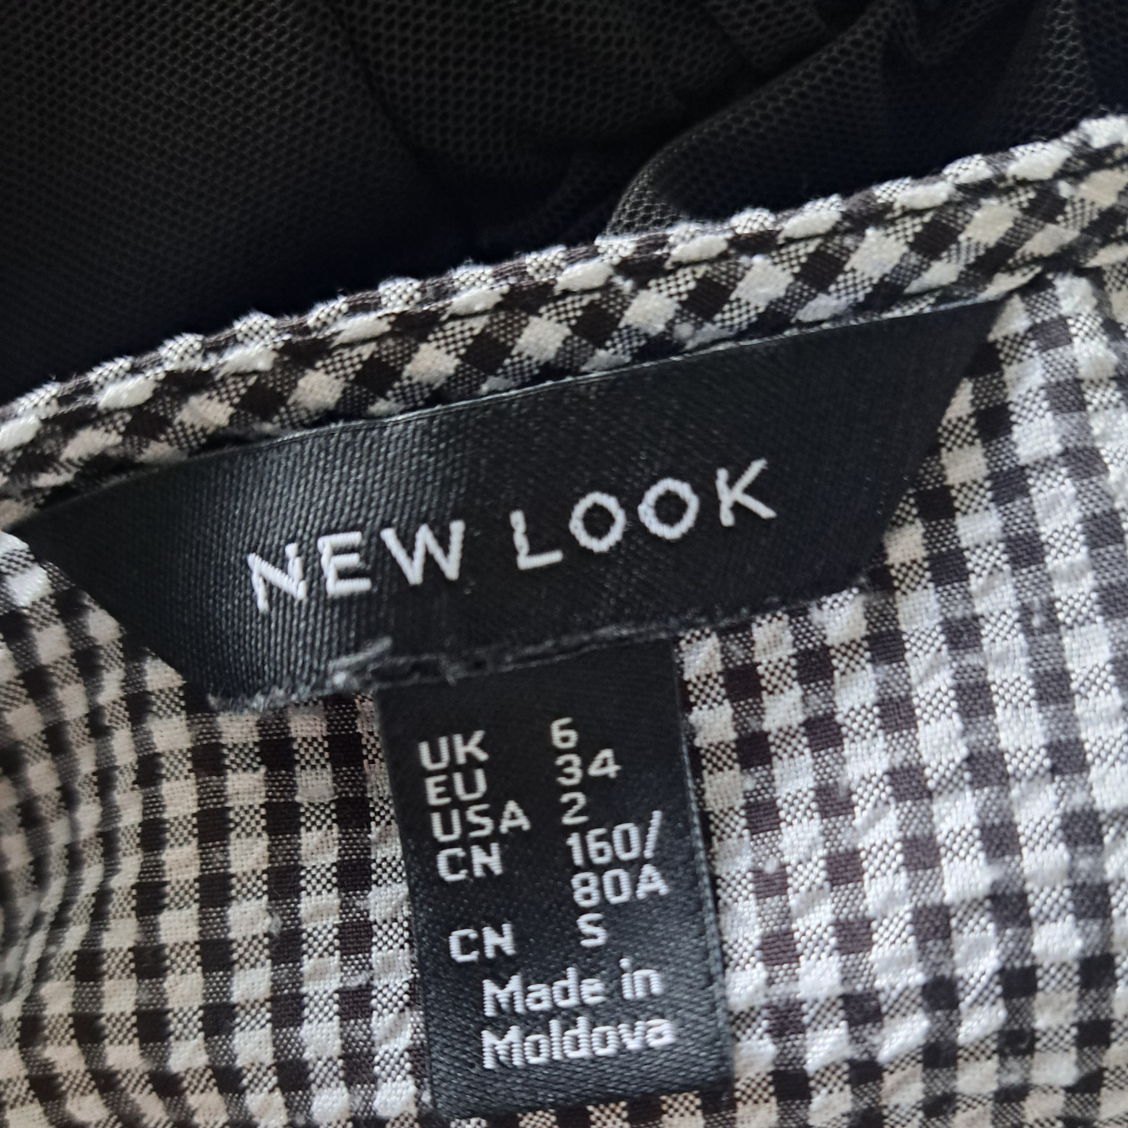 NEW LOOK
UK 6
EU 34
USA 2
CN 160/
80A
CN S
Made in
Moldova